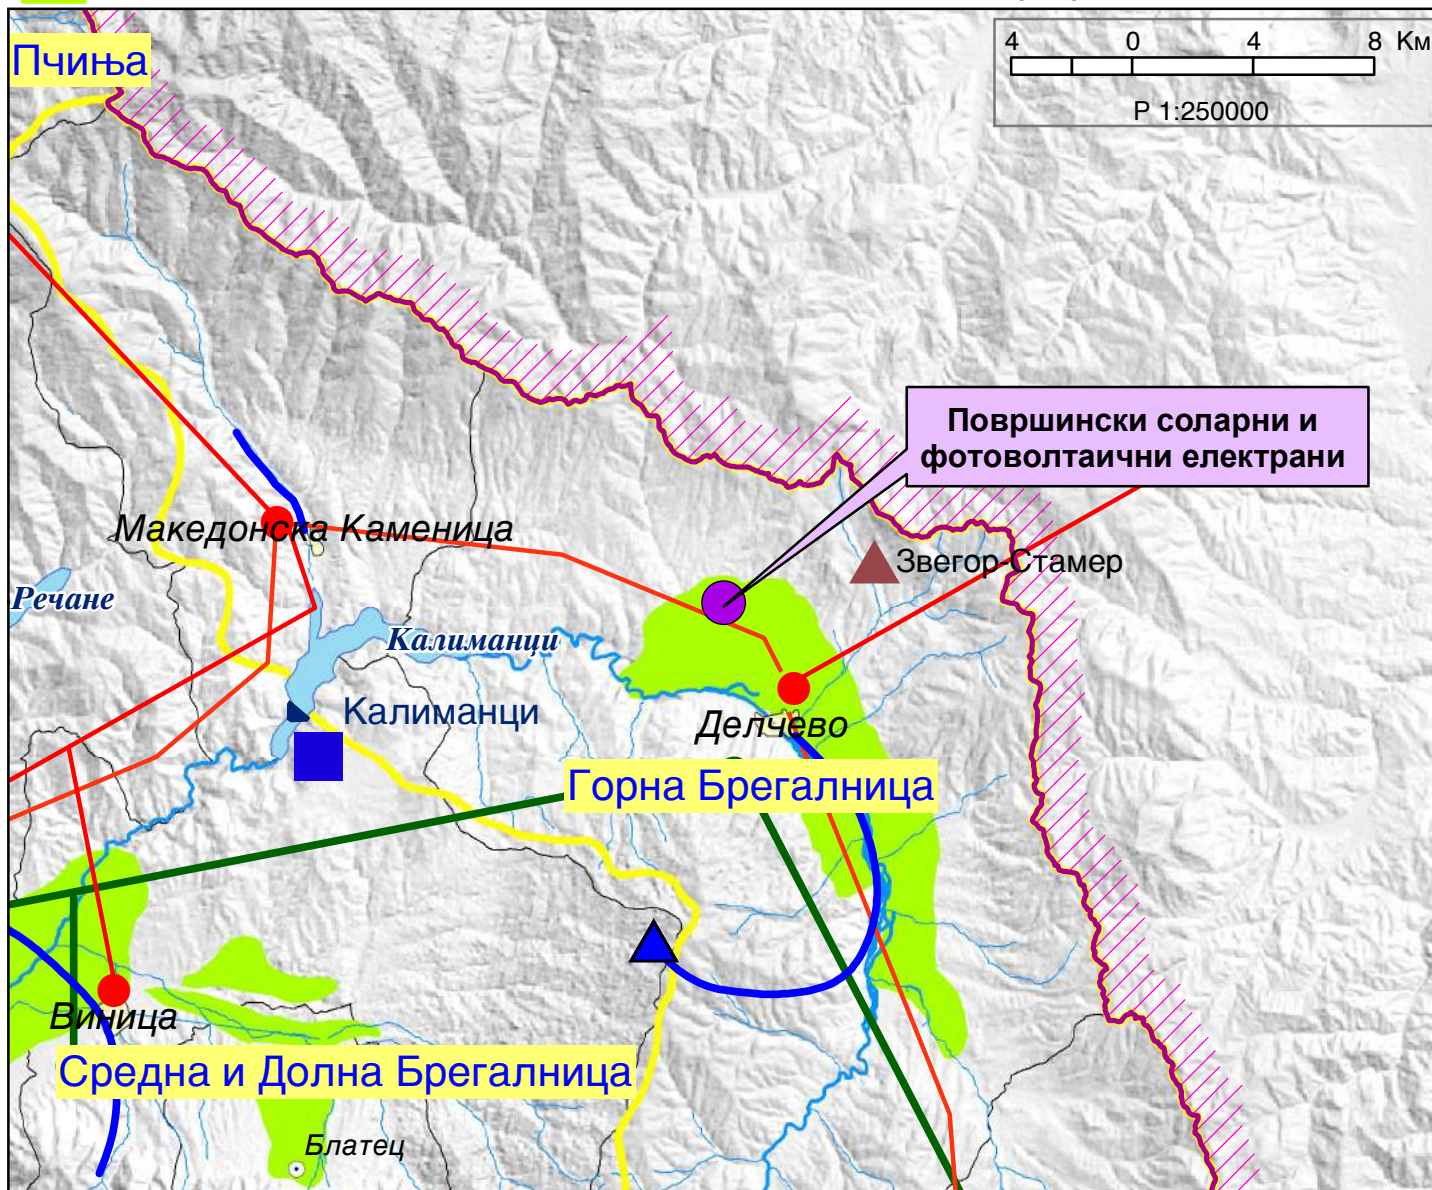 Пчиња
4 0 4 8 Км
Р 1:250000
Површински соларни и
фотоволтаични електрани
Македонска Каменица
Звегор-Стамер
Речане
Калиманци
Калиманци
Делчево
Горна Брегалница
Виница
Средна и Долна Брегалница
Блатец